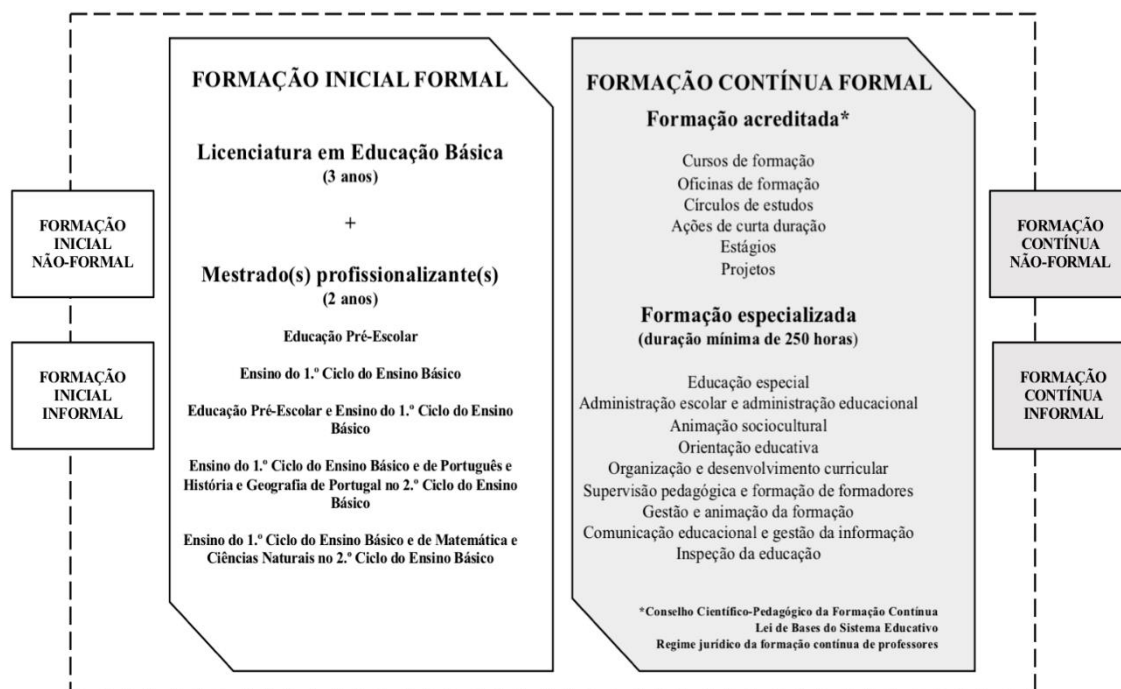 FORMAÇÃO INICIAL FORMAL
Licenciatura em Educação Básica
(3 anos)
+
Mestrado(s) profissionalizante(s)
(2 anos)
Educação Pré-Escolar
Ensino do 1.º Ciclo do Ensino Básico
Educação Pré-Escolar e Ensino do 1.º Ciclo do Ensino
Básico
Ensino do 1.º Ciclo do Ensino Básico e de Português e
História e Geografia de Portugal no 2.º Ciclo do Ensino
Básico
Ensino do 1.º Ciclo do Ensino Básico e de Matemática e
Ciências Naturais no 2.º Ciclo do Ensino Básico
FORMAÇÃO
INICIAL
NÃO-FORMAL
FORMAÇÃO
INICIAL
INFORMAL
FORMAÇÃO CONTÍNUA FORMAL
Formação acreditada*
Cursos de formação
Oficinas de formação
Círculos de estudos
Ações de curta duração
Estágios
Projetos
Formação especializada
(duração mínima de 250 horas)
Educação especial
Administração escolar e administração educacional
Animação sociocultural
Orientação educativa
Organização e desenvolvimento curricular
Supervisão pedagógica e formação de formadores
Gestão e animação da formação
Comunicação educacional e gestão da informação
Inspeção da educação
*Conselho Científico-Pedagógico da Formação Contínua
Lei de Bases do Sistema Educativo
Regime jurídico da formação contínua de professores
FORMAÇÃO
CONTÍNUA
NÃO-FORMAL
FORMAÇÃO
CONTÍNUA
INFORMAL